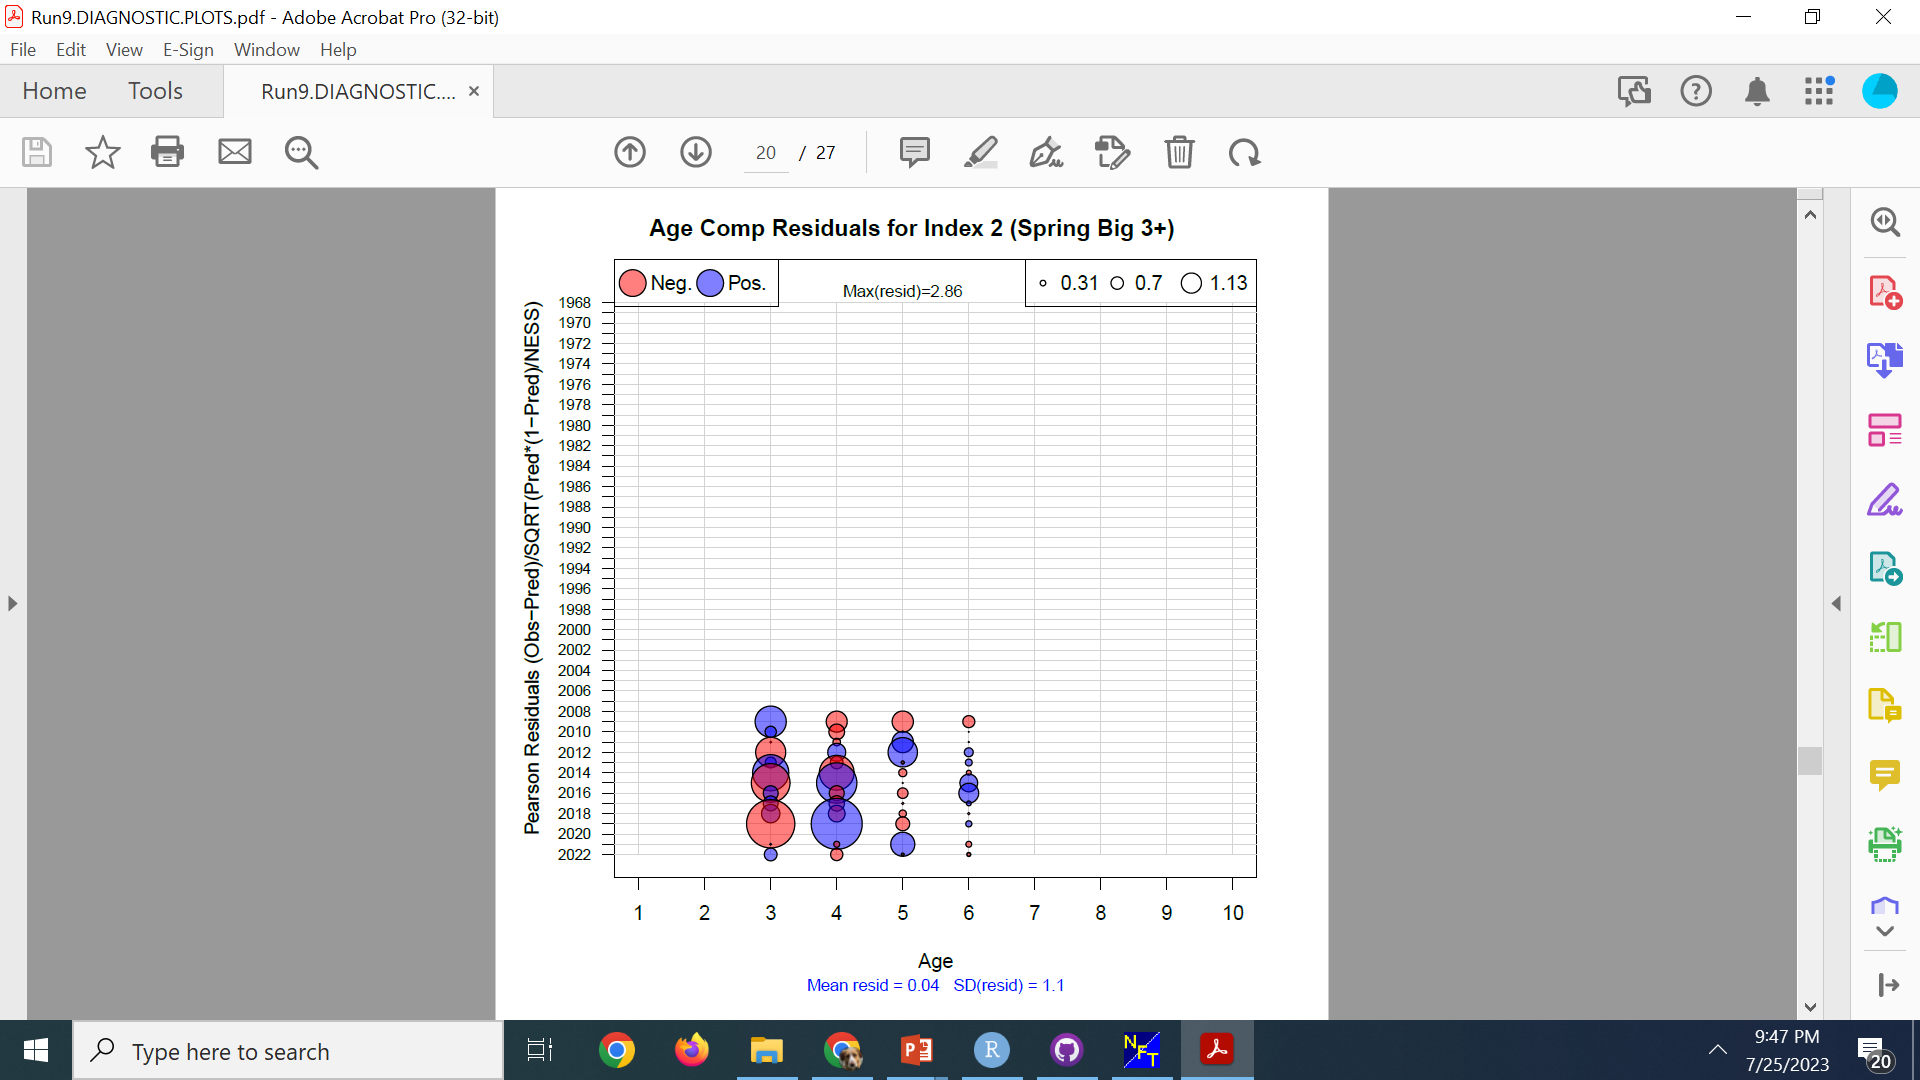 Run9.DIAGNOSTIC.PLOTS.pdf - Adobe Acrobat Pro (32-bit)
File Edit View E-Sign Window Help
Home Tools Run9.DIAGNOSTIC.... ×
20 / 27
Age Comp Residuals for Index 2 (Spring Big 3+)
Neg. Pos. Max(resid)=2.86 0.31 0.7 1.13
Pearson Residuals (Obs−Pred)/SQRT(Pred*(1−Pred)/NESS)
1968
1970
1972
1974
1976
1978
1980
1982
1984
1986
1988
1990
1992
1994
1996
1998
2000
2002
2004
2006
2008
2010
2012
2014
2016
2018
2020
2022
1 2 3 4 5 6 7 8 9 10
Age
Mean resid = 0.04 SD(resid) = 1.1
Type here to search
R
NFT
9:47 PM
7/25/2023
20